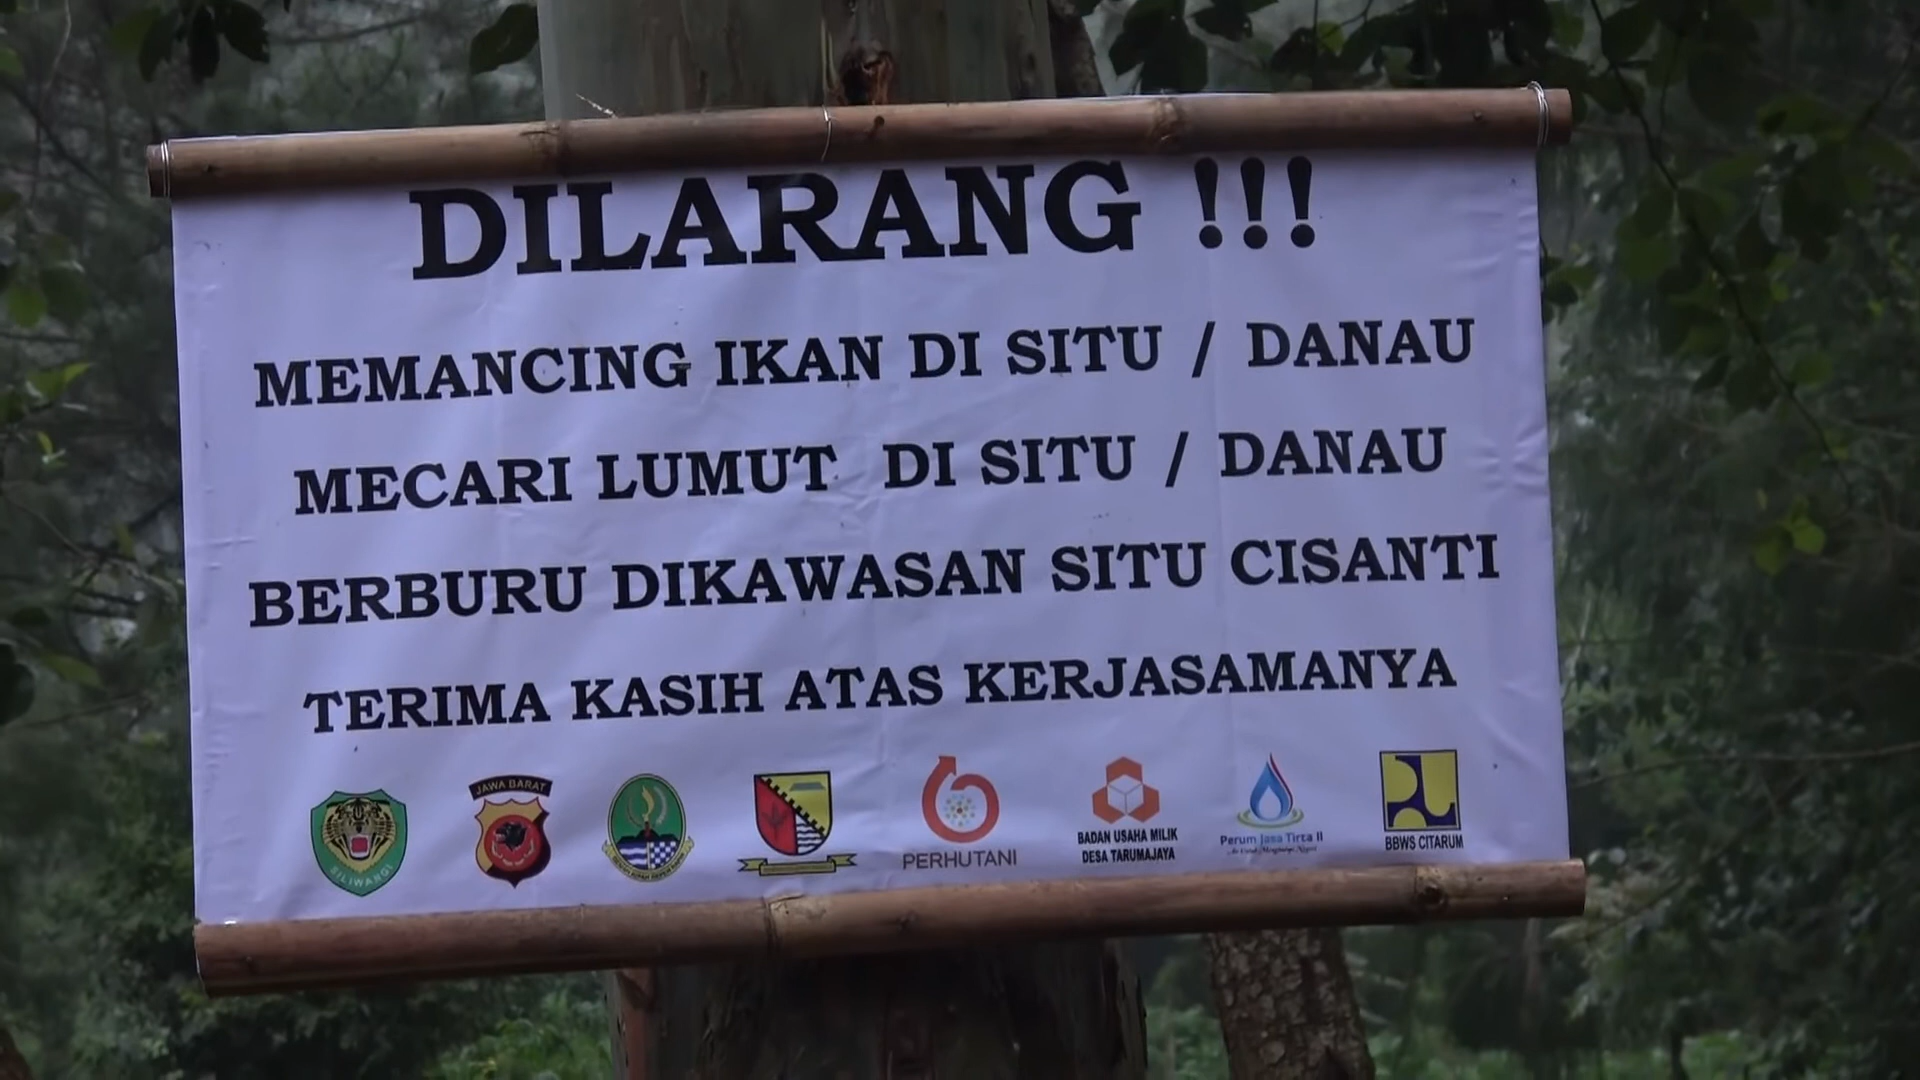 DILARANG !!!
MEMANCING IKAN DI SITU / DANAU
MECARI LUMUT DI SITU / DANAU
BERBURU DIKAWASAN SITU CISANTI
TERIMA KASIH ATAS KERJASAMANYA
SILIWANGI
JAWA BARAT
PERHUTANI
BADAN USAHA MILIK
DESA TARUMAJAYA
Perum Jasa Tirta II
BBWS CITARUM